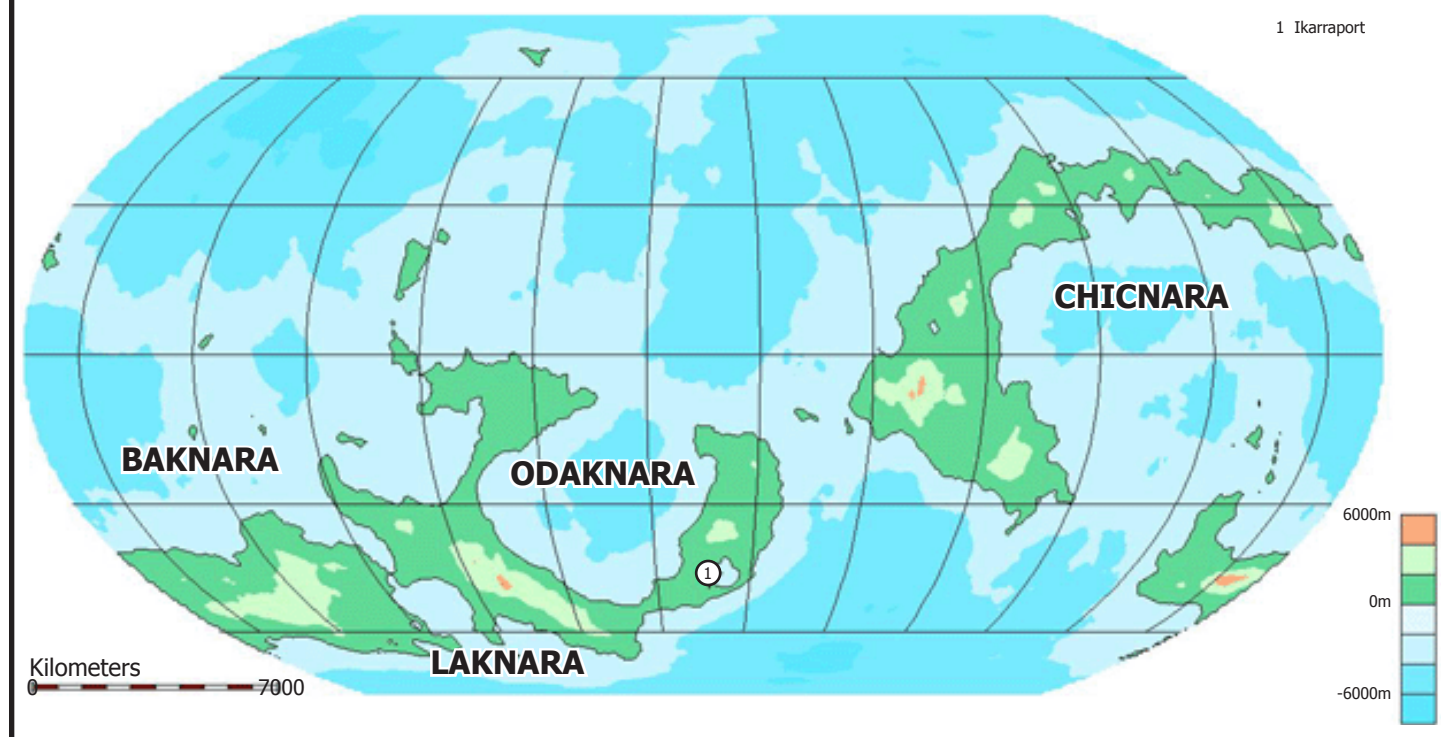 1 Ikarraport
CHICNARA
BAKNARA
ODAKNARA
1
LAKNARA
Kilometers
0 7000
6000m
0m
-6000m